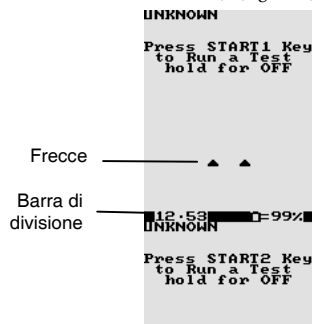 UNKNOWN
Press START1 Key
to Run a Test
hold for OFF
Frecce
Barra di
divisione
12·53 =99%
UNKNOWN
Press START2 Key
to Run a Test
hold for OFF